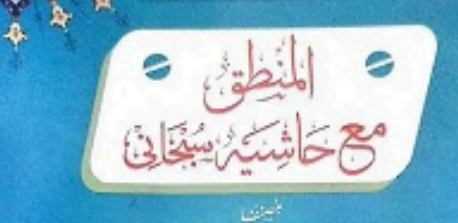 المنطق
مع حاشیہ سبحانی